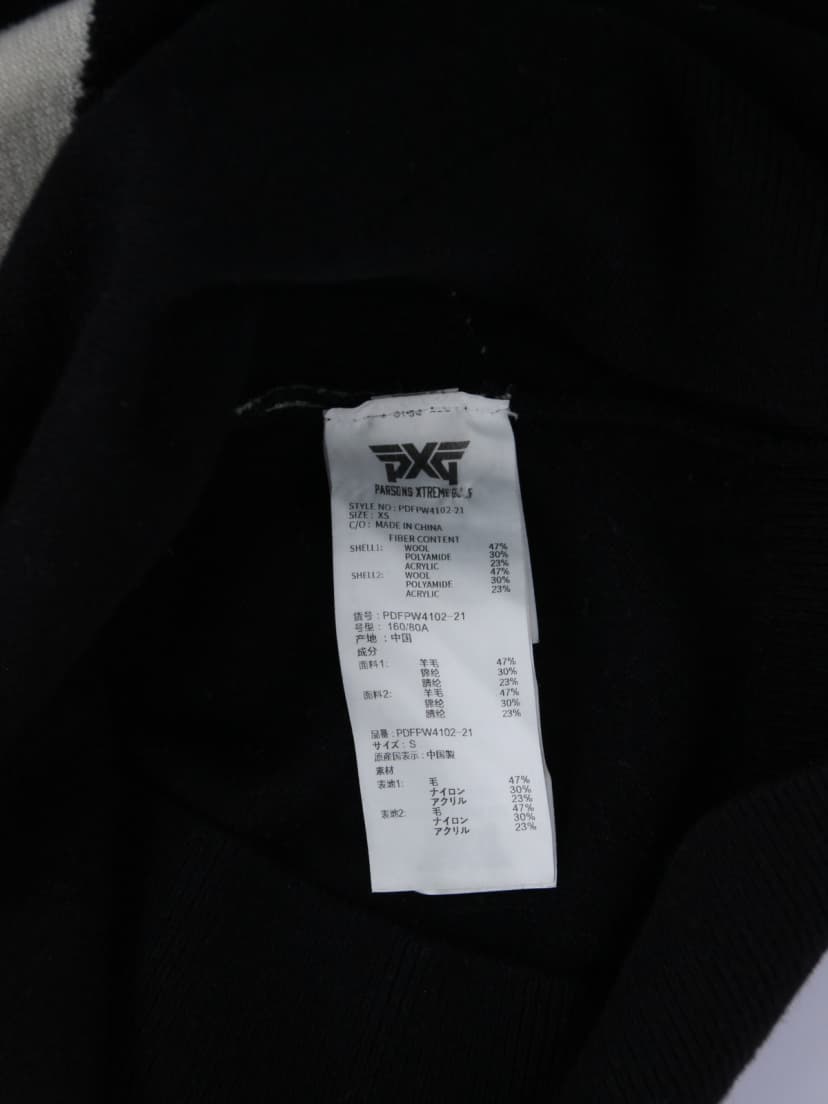 PXG
PARSONS XTREME GOLF
STYLE NO: PDFPW4102-21
SIZE: XS
C/O: MADE IN CHINA
FIBER CONTENT
SHELL1: WOOL 47%
POLYAMIDE 30%
ACRYLIC 23%
SHELL2: WOOL 47%
POLYAMIDE 30%
ACRYLIC 23%
货号: PDFPW4102-21
号型: 160/80A
产地: 中国
成分
面料1: 羊毛 47%
锦纶 30%
腈纶 23%
面料2: 羊毛 47%
锦纶 30%
腈纶 23%
品番: PDFPW4102-21
サイズ: S
原産国表示: 中国製
素材
表地1: 毛 47%
ナイロン 30%
アクリル 23%
表地2: 毛 47%
ナイロン 30%
アクリル 23%